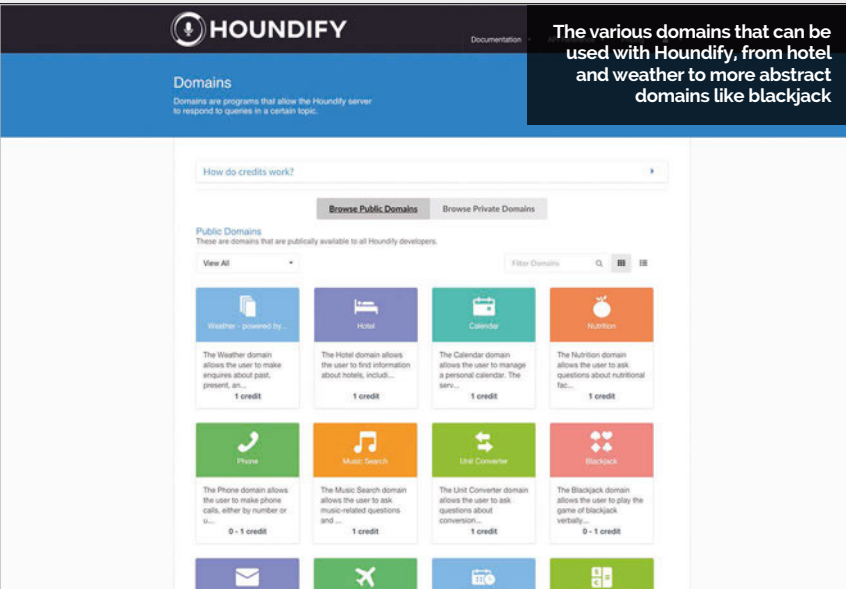 HOUNDIFY
Documentation
The various domains that can be
used with Houndify, from hotel
and weather to more abstract
domains like blackjack
Domains
Domains are programs that allow the Houndify server
to respond to queries in a certain topic.
How do credits work?
Browse Public Domains
Browse Private Domains
Public Domains
These are domains that are publically available to all Houndify developers.
View All
Filter Domains
Weather - powered by...
The Weather domain
allows the user to make
enquires about past,
present, an...
1 credit
Hotel
The Hotel domain allows
the user to find information
about hotels, includi...
1 credit
Calendar
The Calendar domain
allows the user to manage
a personal calendar. The
serv...
1 credit
Nutrition
The Nutrition domain
allows the user to ask
questions about nutritional
fac...
1 credit
Phone
The Phone domain allows
the user to make phone
calls, either by number or
u...
0 - 1 credit
Music Search
The Music Search domain
allows the user to ask
music-related questions
and ...
1 credit
Unit Converter
The Unit Converter domain
allows the user to ask
questions about
conversion...
1 credit
Blackjack
The Blackjack domain
allows the user to play the
game of blackjack
verbally...
0 - 1 credit